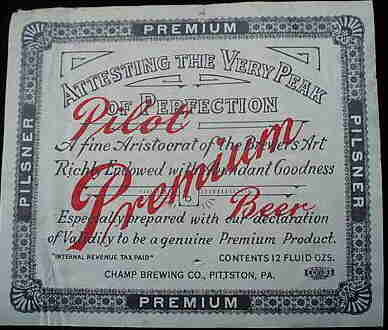 PREMIUM
ATTESTING THE VERY PEAK
OF PERFECTION
Pilot
A fine Aristocrat of the Brewers Art
Richly Endowed with Abundant Goodness
Premium
Beer
Especially prepared with our declaration
of Validity to be a genuine Premium Product.
"INTERNAL REVENUE TAX PAID"
CONTENTS 12 FLUID OZS.
CHAMP BREWING CO., PITTSTON, PA.
PILSNER
PILSNER
PREMIUM